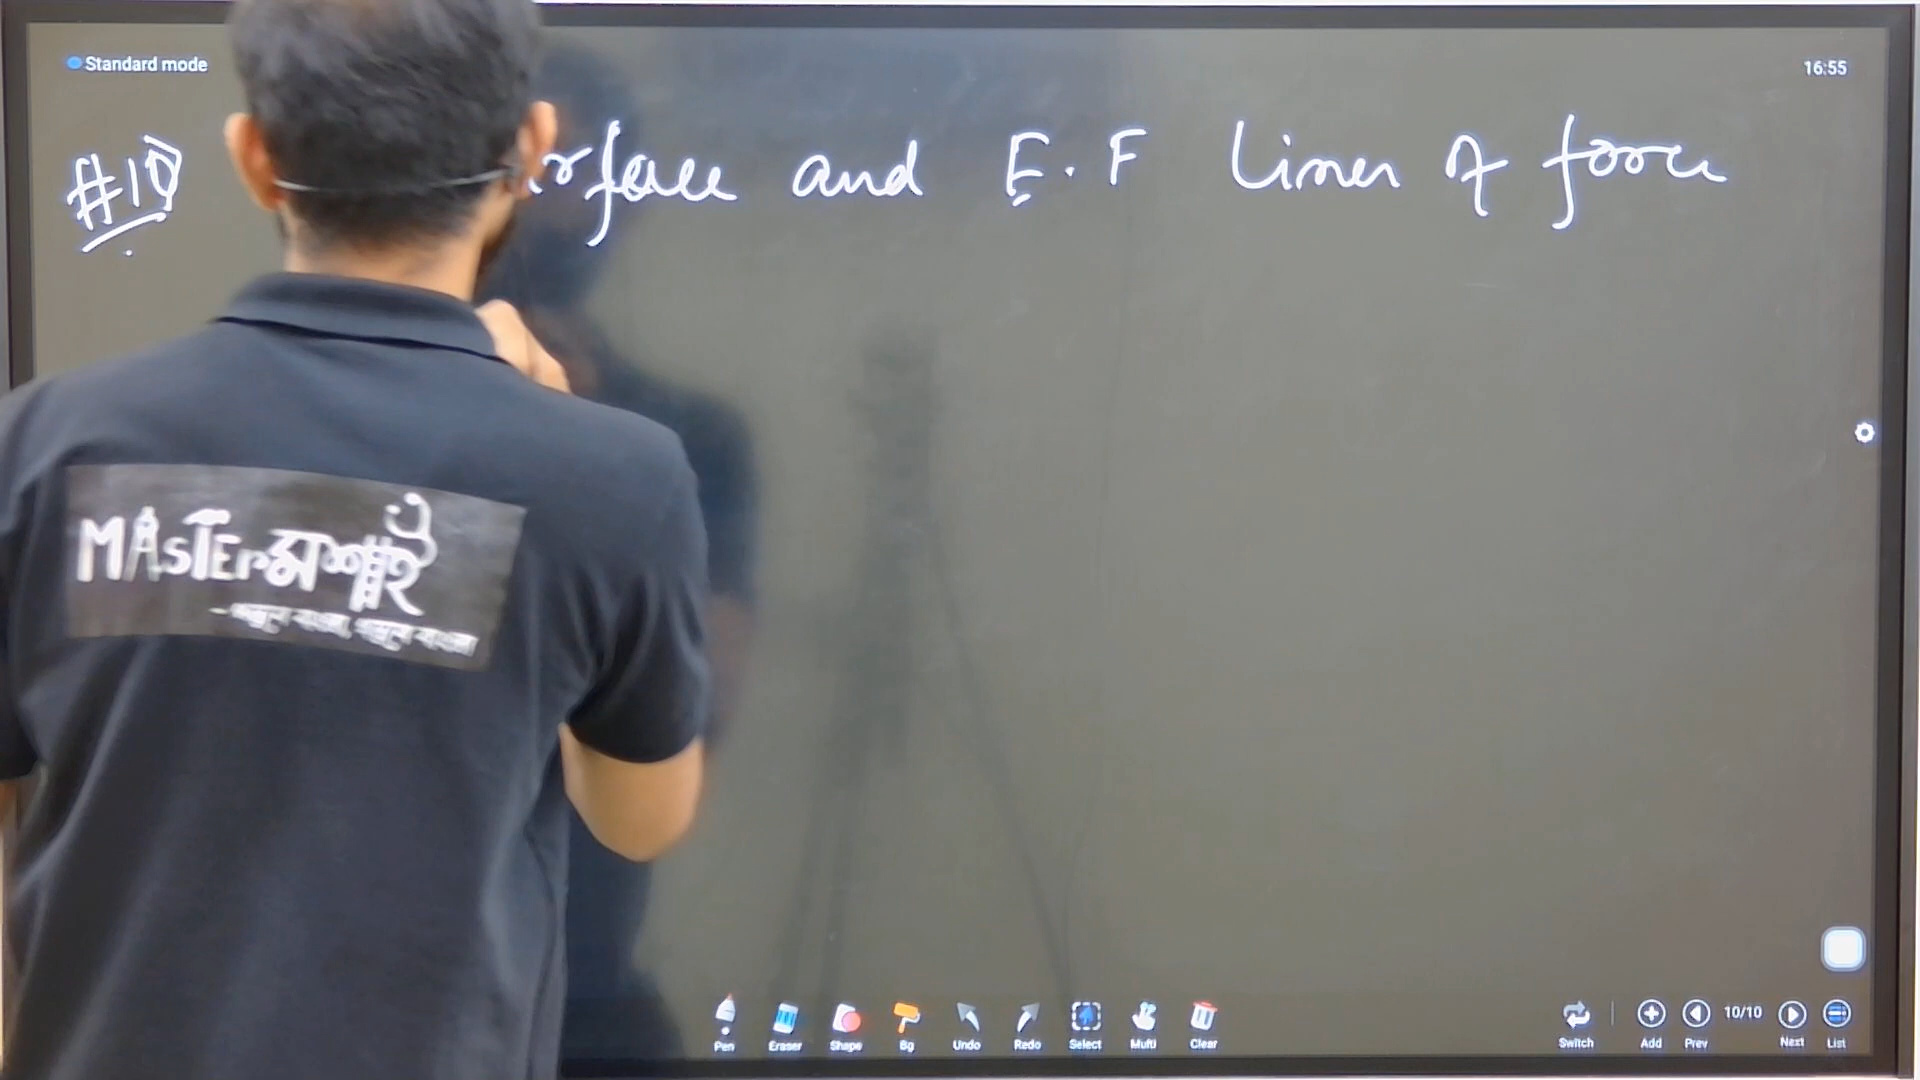 Standard mode
16:55
#10 rface and E.F Lines of force
MASTErমশাই
Pen Eraser Shape Bg Undo Redo Select Multi Clear Switch Add Prev 10/10 Next List